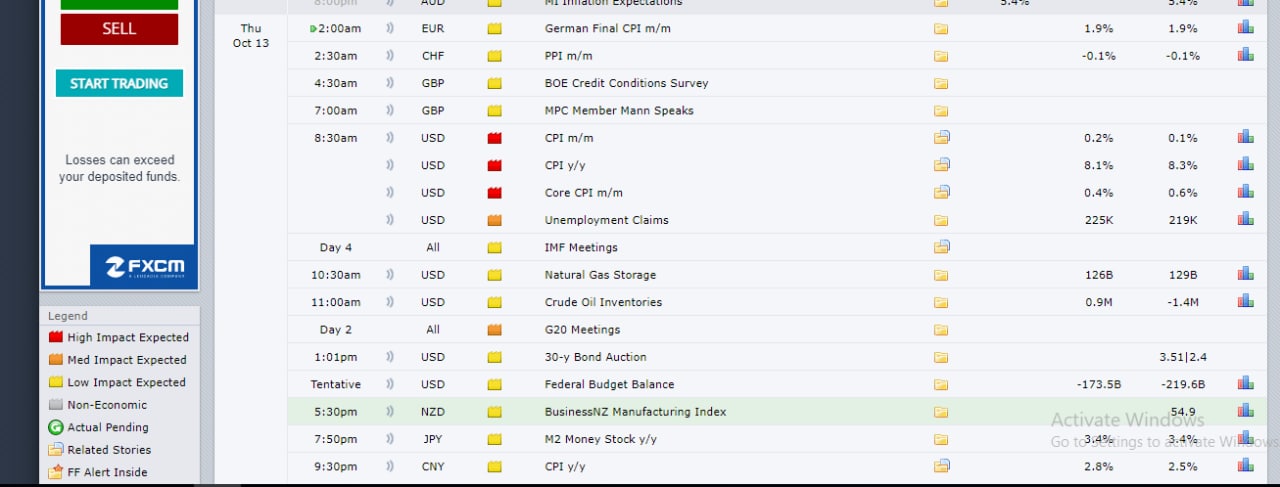 8:00pm AUD MI Inflation Expectations 5.4% 5.4%
SELL
START TRADING
Losses can exceed
your deposited funds.
FXCM
A LEUCADIA COMPANY
Legend
High Impact Expected
Med Impact Expected
Low Impact Expected
Non-Economic
Actual Pending
Related Stories
FF Alert Inside
Thu
Oct 13
2:00am EUR German Final CPI m/m 1.9% 1.9%
2:30am CHF PPI m/m -0.1% -0.1%
4:30am GBP BOE Credit Conditions Survey
7:00am GBP MPC Member Mann Speaks
8:30am USD CPI m/m 0.2% 0.1%
USD CPI y/y 8.1% 8.3%
USD Core CPI m/m 0.4% 0.6%
USD Unemployment Claims 225K 219K
Day 4 All IMF Meetings
10:30am USD Natural Gas Storage 126B 129B
11:00am USD Crude Oil Inventories 0.9M -1.4M
Day 2 All G20 Meetings
1:01pm USD 30-y Bond Auction 3.51|2.4
Tentative USD Federal Budget Balance -173.5B -219.6B
5:30pm NZD BusinessNZ Manufacturing Index 54.9
7:50pm JPY M2 Money Stock y/y 3.4% 3.4%
9:30pm CNY CPI y/y 2.8% 2.5%
Activate Windows
Go to Settings to activate Windows